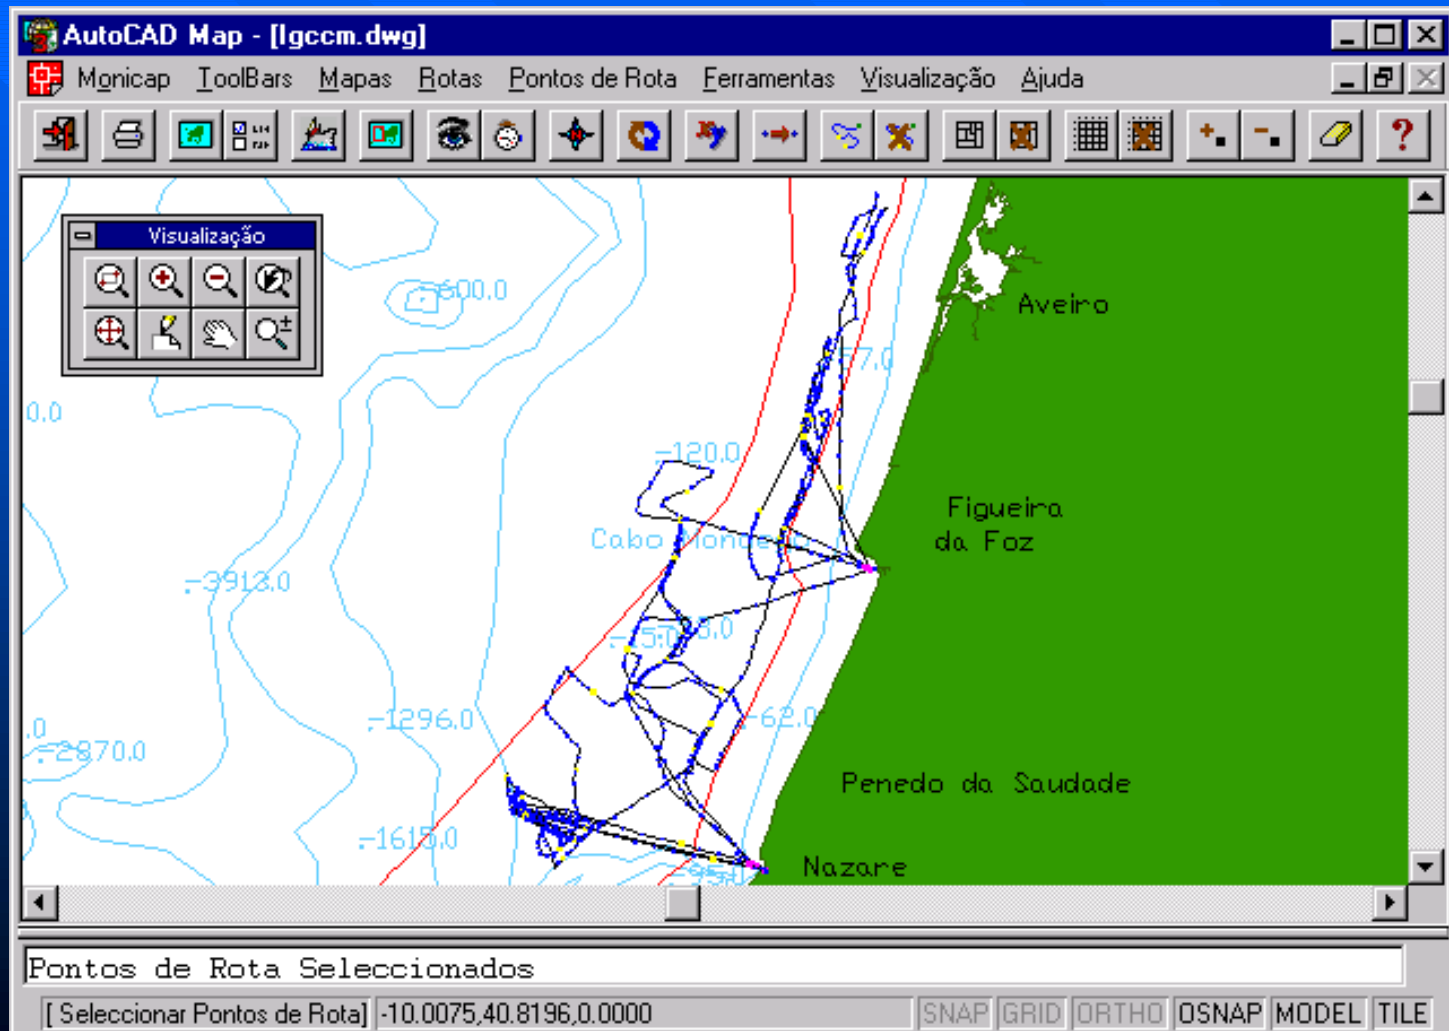 AutoCAD Map - [lgccm.dwg]
Monicap ToolBars Mapas Rotas Pontos de Rota Ferramentas Visualização Ajuda
Visualização
-600.0
Aveiro
57.0
0.0
-120.0
Figueira
da Foz
Cabo Mondego
-3913.0
-62.0
-1296.0
.0
-2870.0
Penedo da Saudade
-1615.0
Nazare
Pontos de Rota Seleccionados
[ Seleccionar Pontos de Rota] -10.0075,40.8196,0.0000 SNAP GRID ORTHO OSNAP MODEL TILE